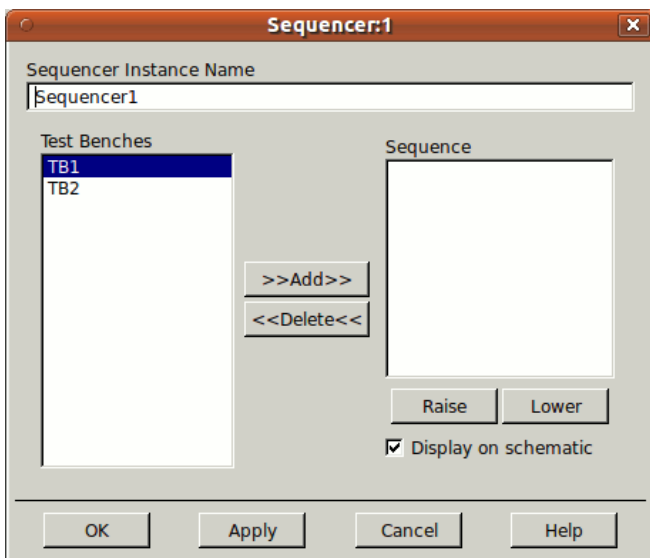 Sequencer:1
Sequencer Instance Name
Sequencer1
Test Benches
Sequence
TB1
TB2
>>Add>>
<<Delete<<
Raise
Lower
Display on schematic
OK
Apply
Cancel
Help